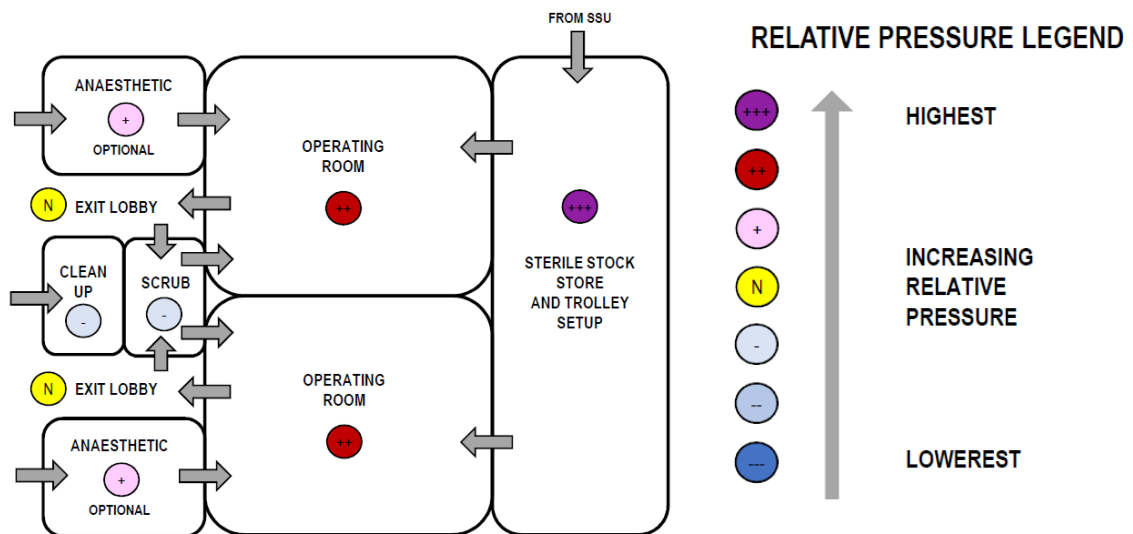 FROM SSU
RELATIVE PRESSURE LEGEND
ANAESTHETIC
+
OPTIONAL
N EXIT LOBBY
CLEAN
UP
-
SCRUB
-
N EXIT LOBBY
ANAESTHETIC
+
OPTIONAL
OPERATING
ROOM
++
OPERATING
ROOM
++
+++
STERILE STOCK
STORE
AND TROLLEY
SETUP
+++
HIGHEST
++
+
N
INCREASING
RELATIVE
PRESSURE
-
--
---
LOWEREST